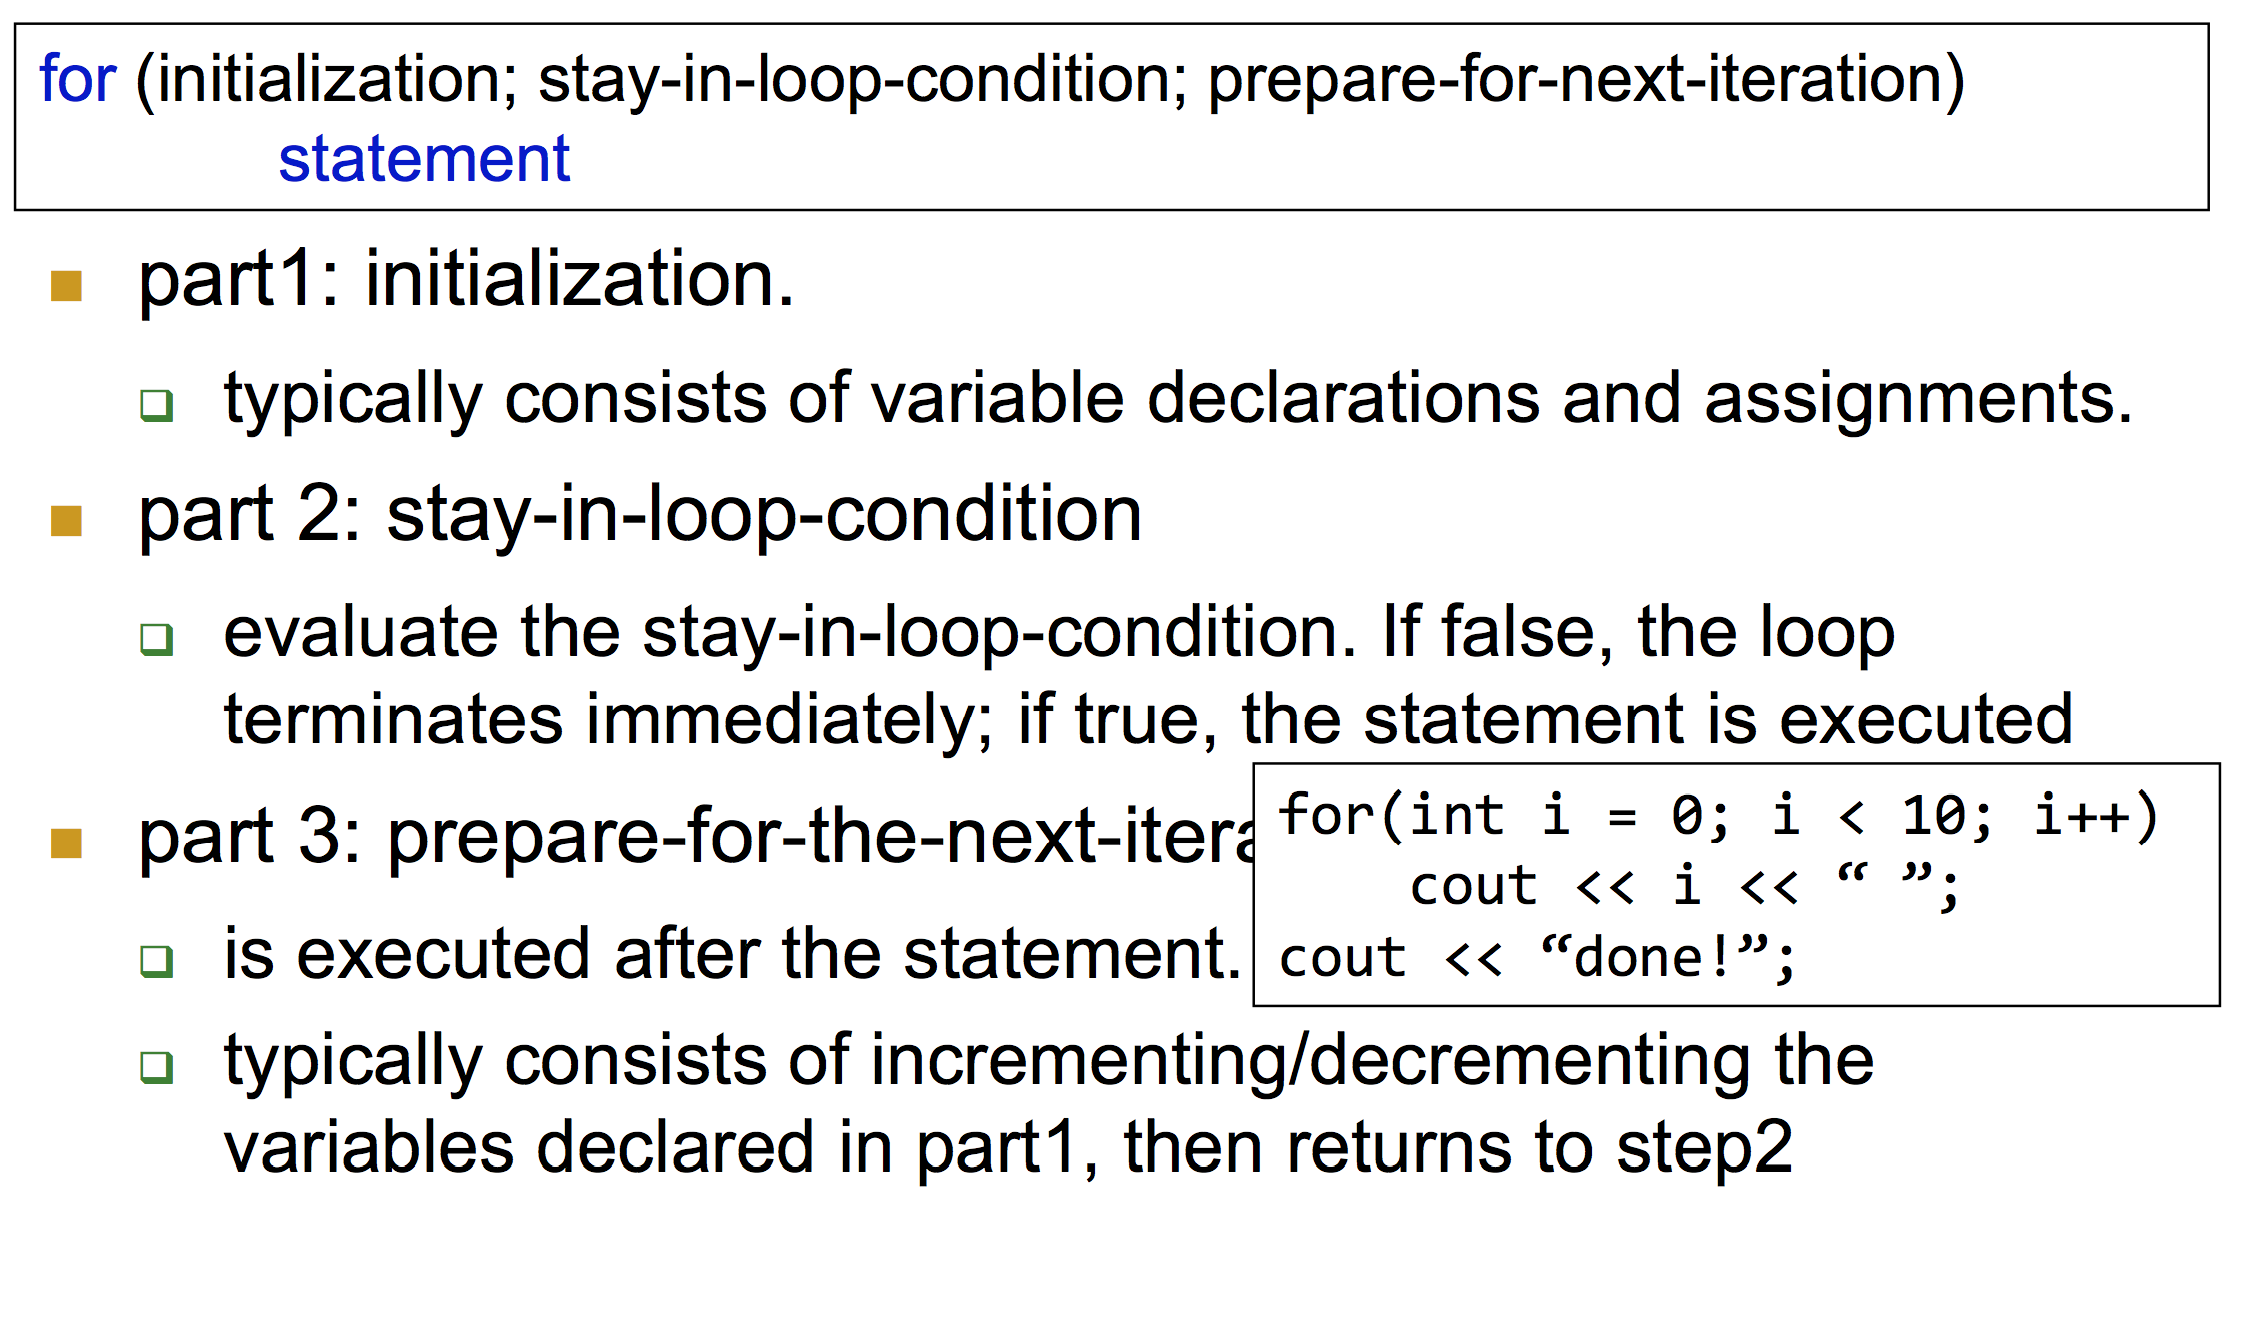 for (initialization; stay-in-loop-condition; prepare-for-next-iteration)
statement
part1: initialization.
typically consists of variable declarations and assignments.
part 2: stay-in-loop-condition
evaluate the stay-in-loop-condition. If false, the loop
terminates immediately; if true, the statement is executed
part 3: prepare-for-the-next-itera
is executed after the statement.
for(int i = 0; i < 10; i++)
cout << i << “ ”;
cout << “done!”;
typically consists of incrementing/decrementing the
variables declared in part1, then returns to step2